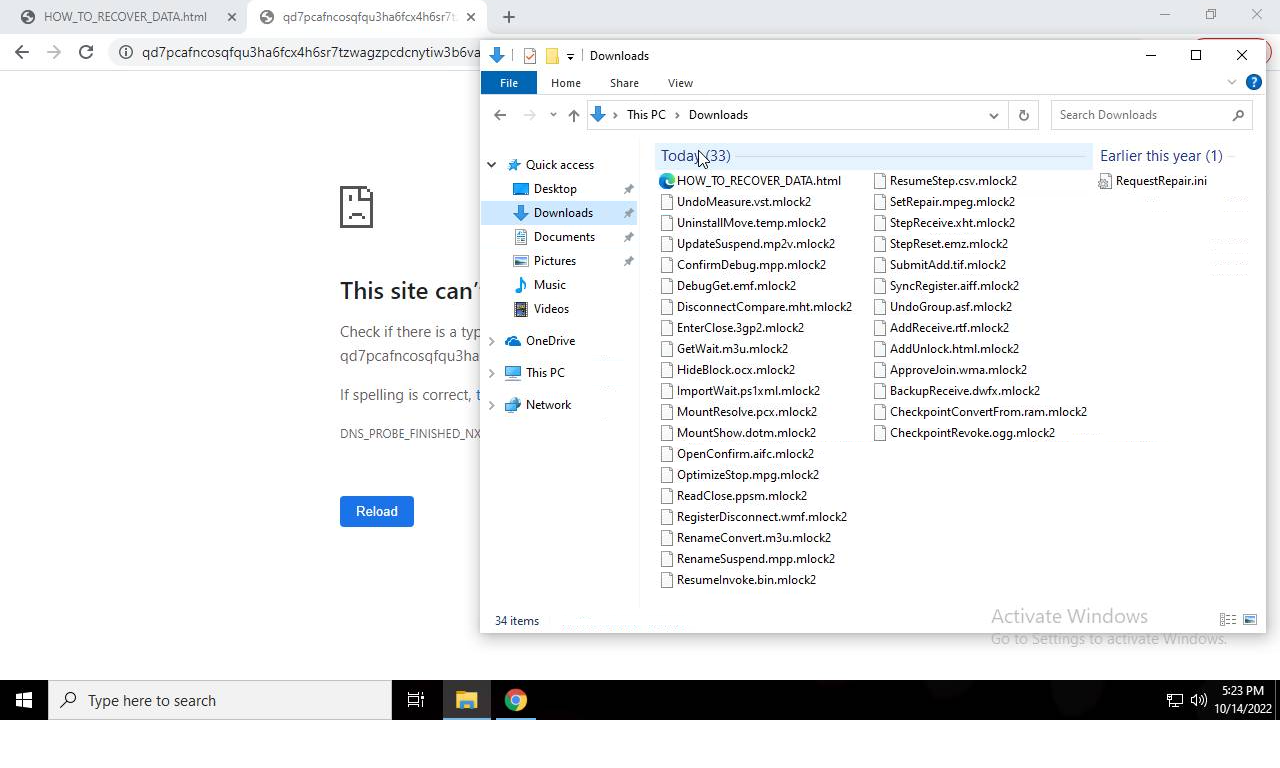 HOW_TO_RECOVER_DATA.html
qd7pcafncosqfqu3ha6fcx4h6sr7t
qd7pcafncosqfqu3ha6fcx4h6sr7tzwagzpcdcnytiw3b6va
Downloads
File Home Share View
This PC Downloads
Search Downloads
Quick access
Desktop
Downloads
Documents
Pictures
Music
Videos
OneDrive
This PC
Network
Today (33)
HOW_TO_RECOVER_DATA.html
UndoMeasure.vst.mlock2
UninstallMove.temp.mlock2
UpdateSuspend.mp2v.mlock2
ConfirmDebug.mpp.mlock2
DebugGet.emf.mlock2
DisconnectCompare.mht.mlock2
EnterClose.3gp2.mlock2
GetWait.m3u.mlock2
HideBlock.ocx.mlock2
ImportWait.ps1xml.mlock2
MountResolve.pcx.mlock2
MountShow.dotm.mlock2
OpenConfirm.aifc.mlock2
OptimizeStop.mpg.mlock2
ReadClose.ppsm.mlock2
RegisterDisconnect.wmf.mlock2
RenameConvert.m3u.mlock2
RenameSuspend.mpp.mlock2
ResumeInvoke.bin.mlock2
ResumeStep.csv.mlock2
SetRepair.mpeg.mlock2
StepReceive.xht.mlock2
StepReset.emz.mlock2
SubmitAdd.tif.mlock2
SyncRegister.aiff.mlock2
UndoGroup.asf.mlock2
AddReceive.rtf.mlock2
AddUnlock.html.mlock2
ApproveJoin.wma.mlock2
BackupReceive.dwfx.mlock2
CheckpointConvertFrom.ram.mlock2
CheckpointRevoke.ogg.mlock2
Earlier this year (1)
RequestRepair.ini
34 items
This site can'
Check if there is a typ
qd7pcafncosqfqu3ha
If spelling is correct, t
DNS_PROBE_FINISHED_NX
Reload
Activate Windows
Go to Settings to activate Windows.
Type here to search
5:23 PM
10/14/2022